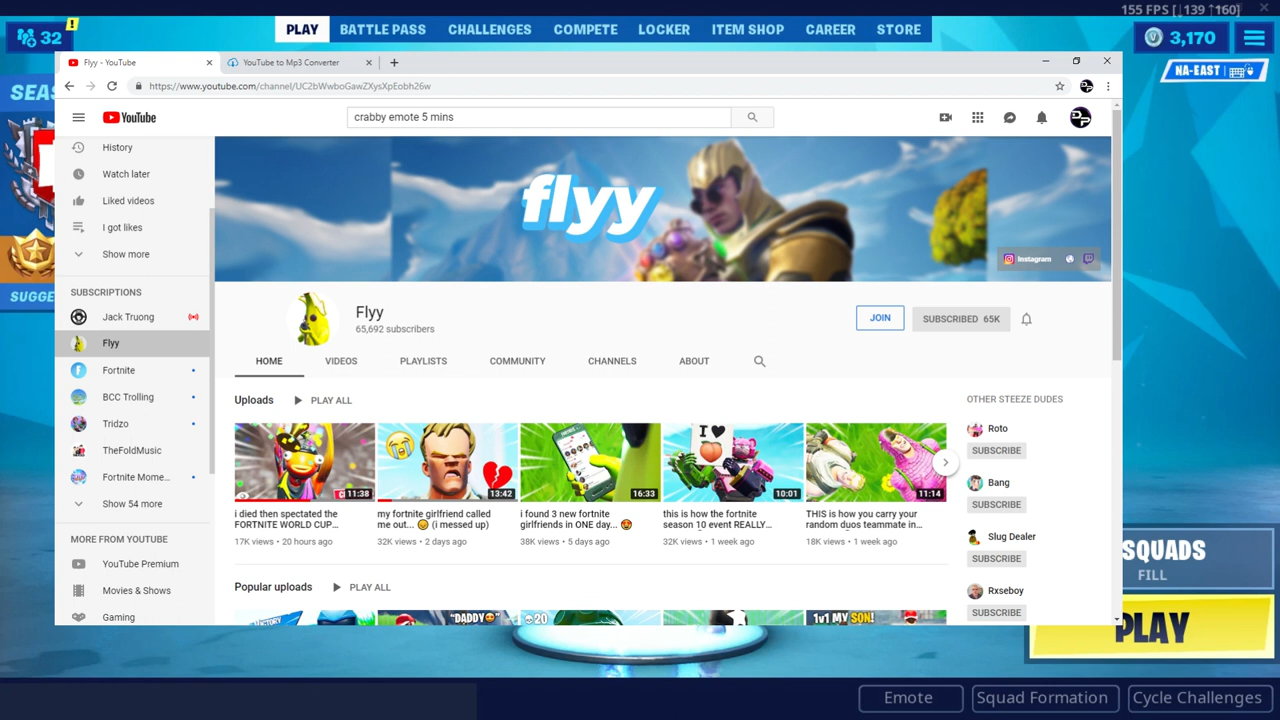 155 FPS [↓139 ↑160]
32
!
PLAY
BATTLE PASS
CHALLENGES
COMPETE
LOCKER
ITEM SHOP
CAREER
STORE
3,170
NA-EAST
SEAS
SUGGE
Flyy - YouTube
YouTube to Mp3 Converter
https://www.youtube.com/channel/UC2bWwboGawZXysXpEobh26w
YouTube
crabby emote 5 mins
History
Watch later
Liked videos
I got likes
Show more
SUBSCRIPTIONS
Jack Truong
Flyy
Fortnite
BCC Trolling
Tridzo
TheFoldMusic
Fortnite Mome...
Show 54 more
MORE FROM YOUTUBE
YouTube Premium
Movies & Shows
Gaming
flyy
Instagram
Flyy
65,692 subscribers
JOIN
SUBSCRIBED 65K
HOME
VIDEOS
PLAYLISTS
COMMUNITY
CHANNELS
ABOUT
Uploads
PLAY ALL
11:38
i died then spectated the
FORTNITE WORLD CUP...
17K views • 20 hours ago
13:42
my fortnite girlfriend called
me out... (i messed up)
32K views • 2 days ago
16:33
i found 3 new fortnite
girlfriends in ONE day...
38K views • 5 days ago
I ❤
10:01
this is how the fortnite
season 10 event REALLY...
32K views • 1 week ago
11:14
THIS is how you carry your
random duos teammate in...
18K views • 1 week ago
Popular uploads
PLAY ALL
"DADDY
20
1v1 MY SON!
OTHER STEEZE DUDES
Roto
SUBSCRIBE
Bang
SUBSCRIBE
Slug Dealer
SUBSCRIBE
Rxseboy
SUBSCRIBE
SQUADS
FILL
PLAY
Emote
Squad Formation
Cycle Challenges